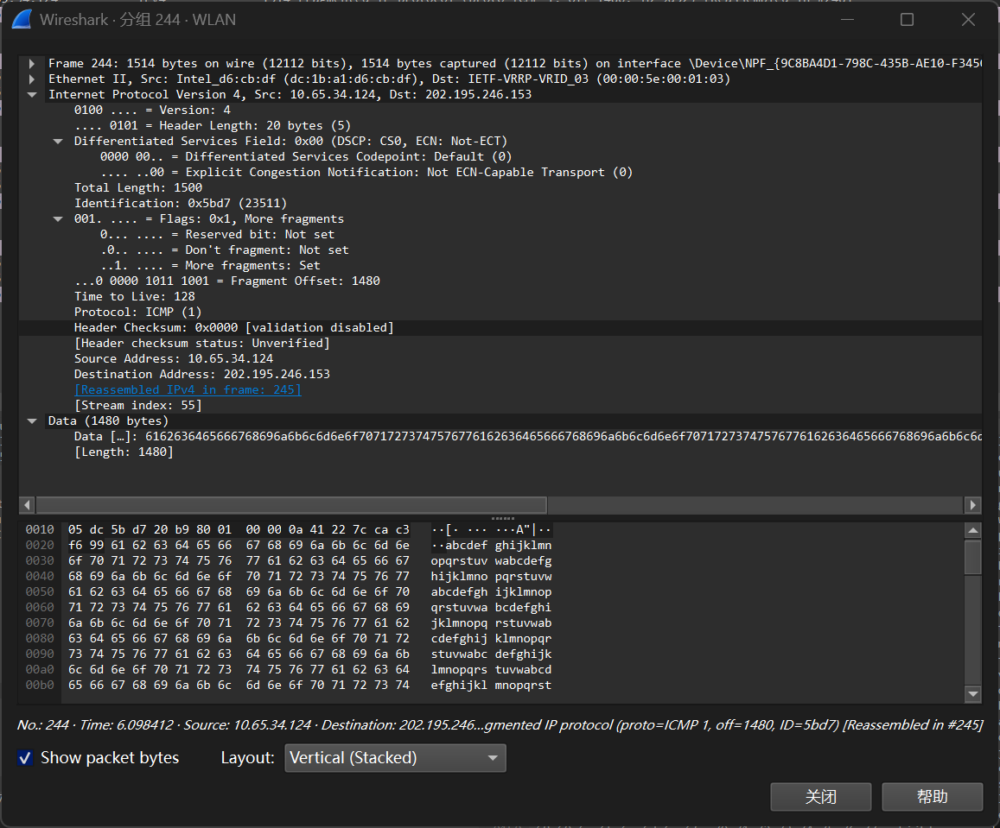 Wireshark · 分组 244 · WLAN
Frame 244: 1514 bytes on wire (12112 bits), 1514 bytes captured (12112 bits) on interface \Device\NPF_{9C8BA4D1-798C-435B-AE10-F345
Ethernet II, Src: Intel_d6:cb:df (dc:1b:a1:d6:cb:df), Dst: IETF-VRRP-VRID_03 (00:00:5e:00:01:03)
Internet Protocol Version 4, Src: 10.65.34.124, Dst: 202.195.246.153
0100 .... = Version: 4
.... 0101 = Header Length: 20 bytes (5)
Differentiated Services Field: 0x00 (DSCP: CS0, ECN: Not-ECT)
0000 00.. = Differentiated Services Codepoint: Default (0)
.... ..00 = Explicit Congestion Notification: Not ECN-Capable Transport (0)
Total Length: 1500
Identification: 0x5bd7 (23511)
001. .... = Flags: 0x1, More fragments
0... .... = Reserved bit: Not set
.0.. .... = Don't fragment: Not set
..1. .... = More fragments: Set
...0 0000 1011 1001 = Fragment Offset: 1480
Time to Live: 128
Protocol: ICMP (1)
Header Checksum: 0x0000 [validation disabled]
[Header checksum status: Unverified]
Source Address: 10.65.34.124
Destination Address: 202.195.246.153
[Reassembled IPv4 in frame: 245]
[Stream index: 55]
Data (1480 bytes)
Data […]: 6162636465666768696a6b6c6d6e6f70717273747576776162636465666768696a6b6c6d6e6f70717273747576776162636465666768696a6b6c6d
[Length: 1480]
0010 05 dc 5b d7 20 b9 80 01 00 00 0a 41 22 7c ca c3 ··[· ··· ···A"|··
0020 f6 99 61 62 63 64 65 66 67 68 69 6a 6b 6c 6d 6e ··abcdef ghijklmn
0030 6f 70 71 72 73 74 75 76 77 61 62 63 64 65 66 67 opqrstuv wabcdefg
0040 68 69 6a 6b 6c 6d 6e 6f 70 71 72 73 74 75 76 77 hijklmno pqrstuvw
0050 61 62 63 64 65 66 67 68 69 6a 6b 6c 6d 6e 6f 70 abcdefgh ijklmnop
0060 71 72 73 74 75 76 77 61 62 63 64 65 66 67 68 69 qrstuvwa bcdefghi
0070 6a 6b 6c 6d 6e 6f 70 71 72 73 74 75 76 77 61 62 jklmnopq rstuvwab
0080 63 64 65 66 67 68 69 6a 6b 6c 6d 6e 6f 70 71 72 cdefghij klmnopqr
0090 73 74 75 76 77 61 62 63 64 65 66 67 68 69 6a 6b stuvwabc defghijk
00a0 6c 6d 6e 6f 70 71 72 73 74 75 76 77 61 62 63 64 lmnopqrs tuvwabcd
00b0 65 66 67 68 69 6a 6b 6c 6d 6e 6f 70 71 72 73 74 efghijkl mnopqrst
No.: 244 · Time: 6.098412 · Source: 10.65.34.124 · Destination: 202.195.246...gmented IP protocol (proto=ICMP 1, off=1480, ID=5bd7) [Reassembled in #245]
Show packet bytes Layout: Vertical (Stacked)
关闭 帮助